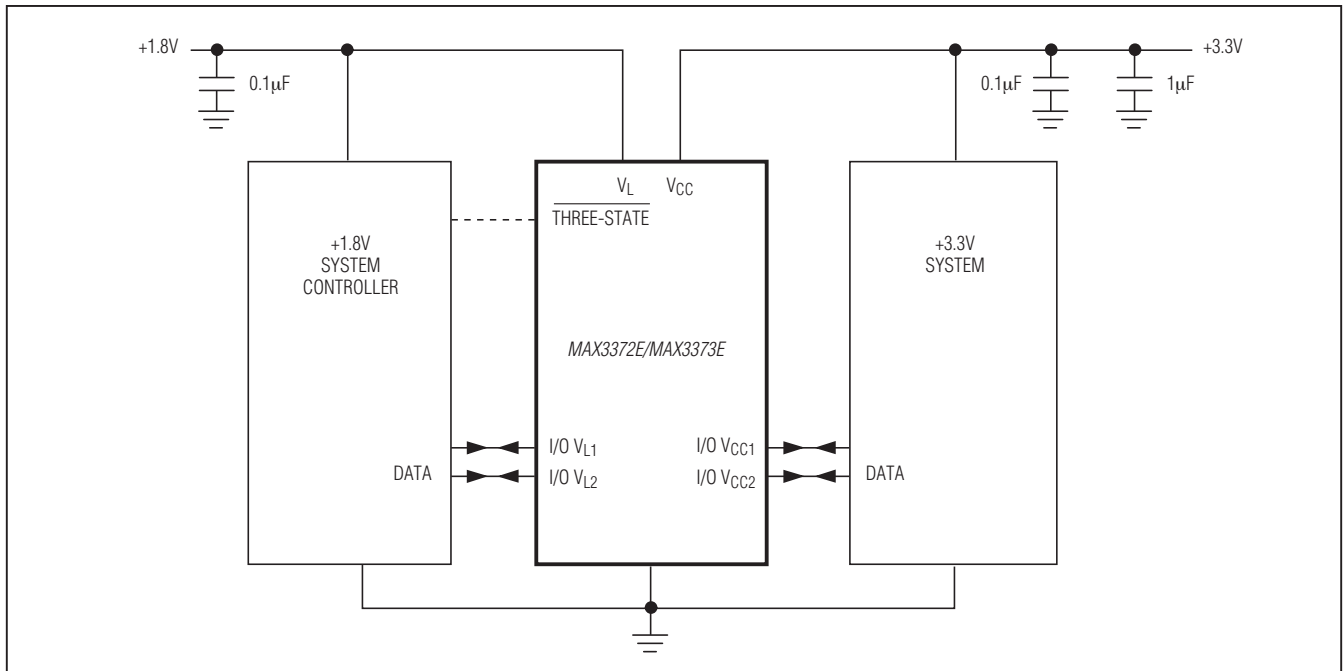 +1.8V
0.1μF
+3.3V
0.1μF
1μF
VL
VCC
THREE-STATE
+1.8V
SYSTEM
CONTROLLER
+3.3V
SYSTEM
MAX3372E/MAX3373E
I/O VL1
I/O VCC1
DATA
I/O VL2
I/O VCC2
DATA